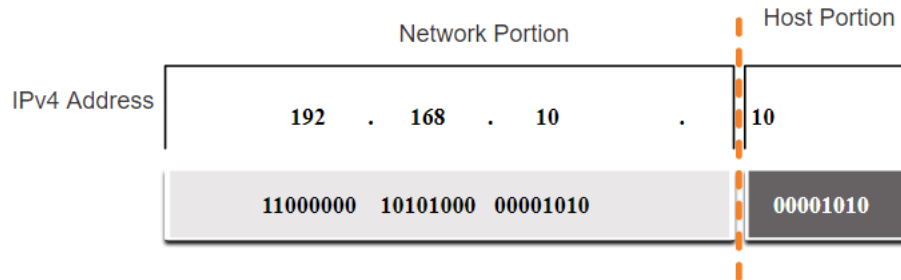 Host Portion
Network Portion
IPv4 Address
192 . 168 . 10 . 10
11000000 10101000 00001010 00001010